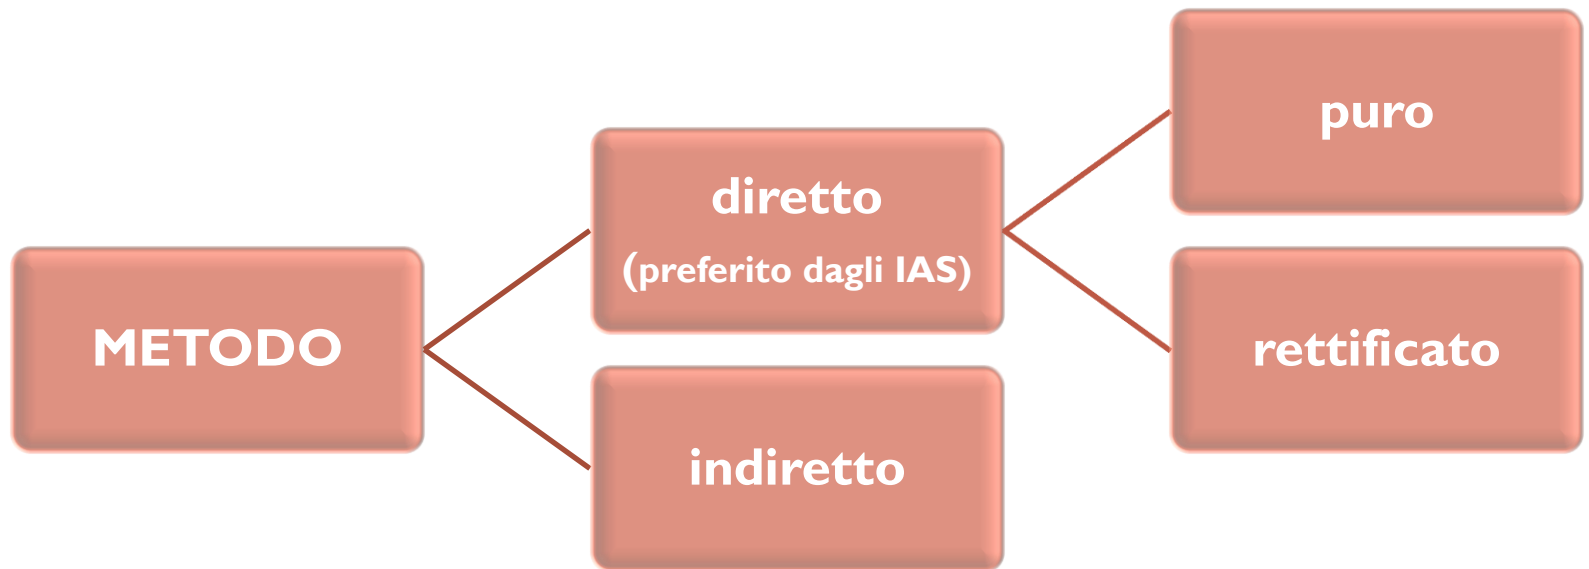 METODO
diretto
(preferito dagli IAS)
indiretto
puro
rettificato